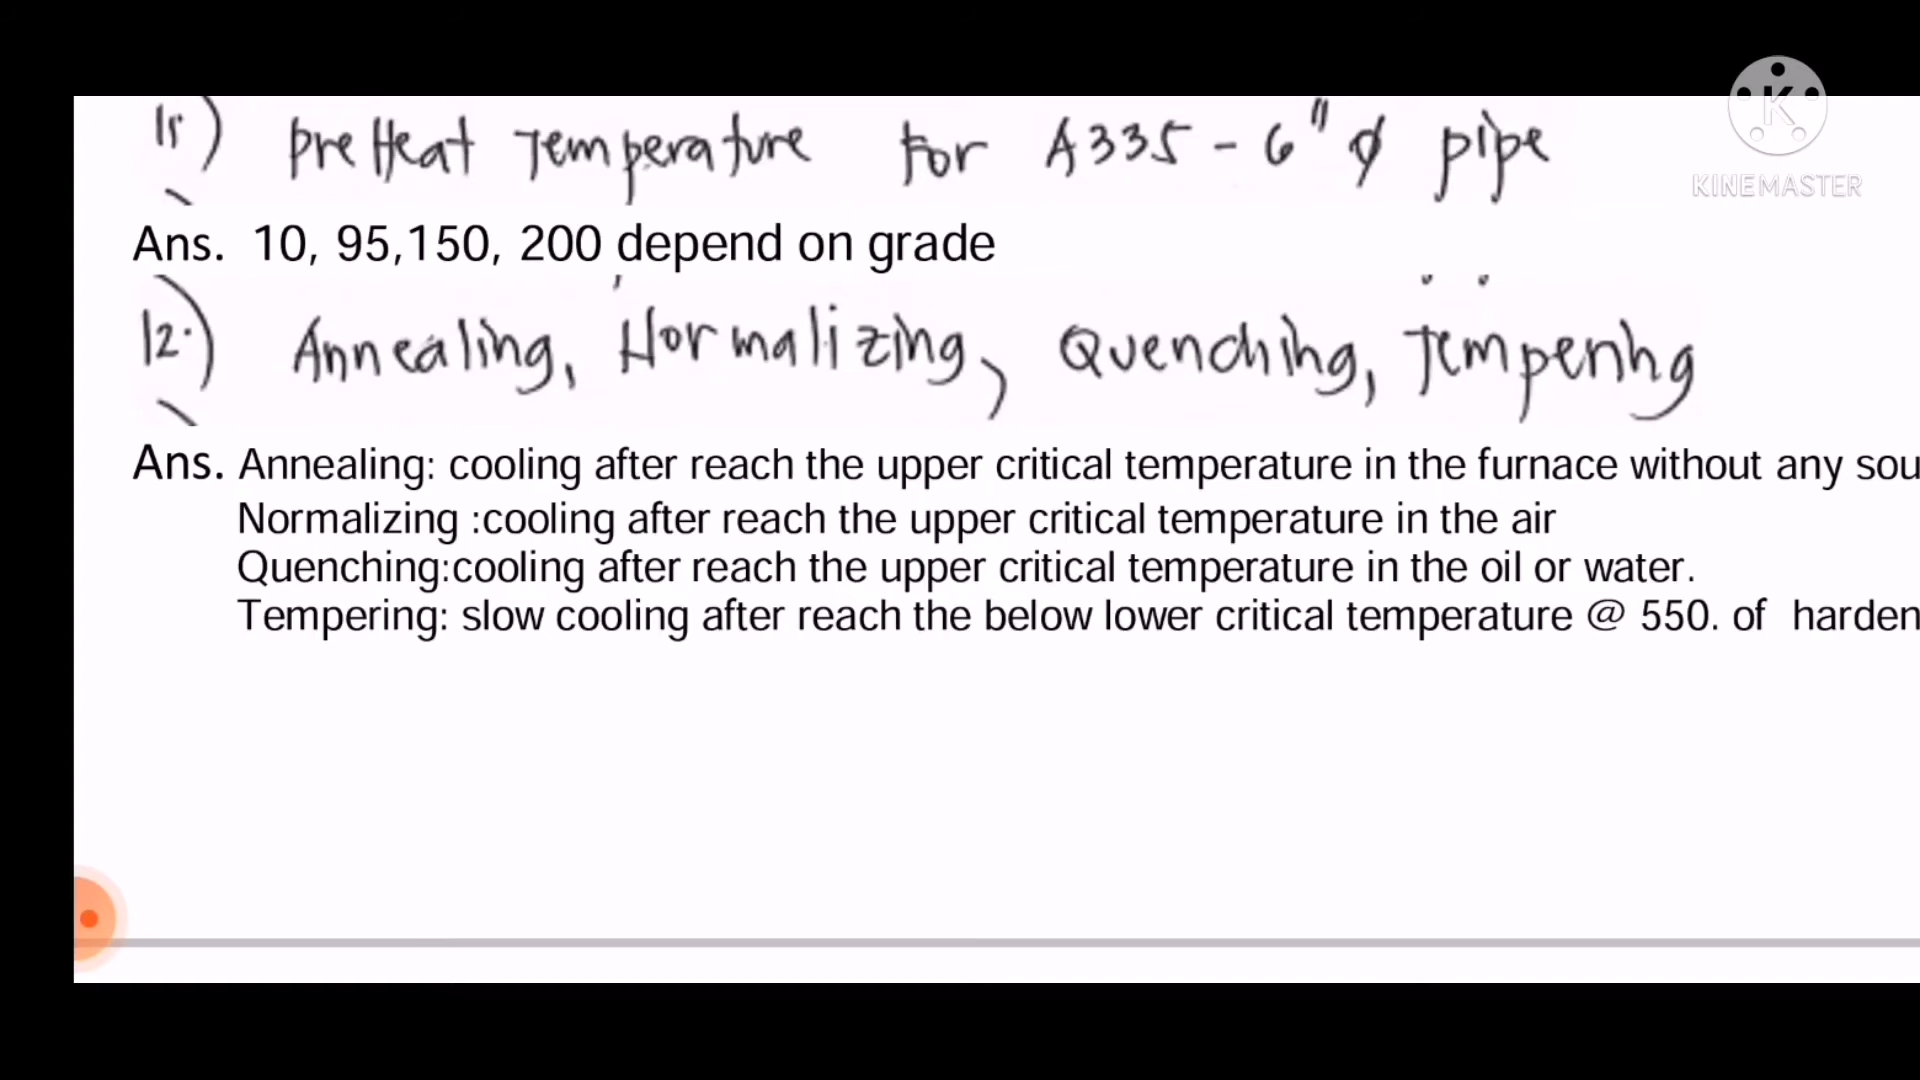 11) PreHeat Temperature for A335 - 6" ϕ pipe
KINEMASTER
Ans. 10, 95,150, 200 depend on grade
12.) Annealing, Normalizing, Quenching, Tempering
Ans. Annealing: cooling after reach the upper critical temperature in the furnace without any sou
Normalizing :cooling after reach the upper critical temperature in the air
Quenching:cooling after reach the upper critical temperature in the oil or water.
Tempering: slow cooling after reach the below lower critical temperature @ 550. of harden